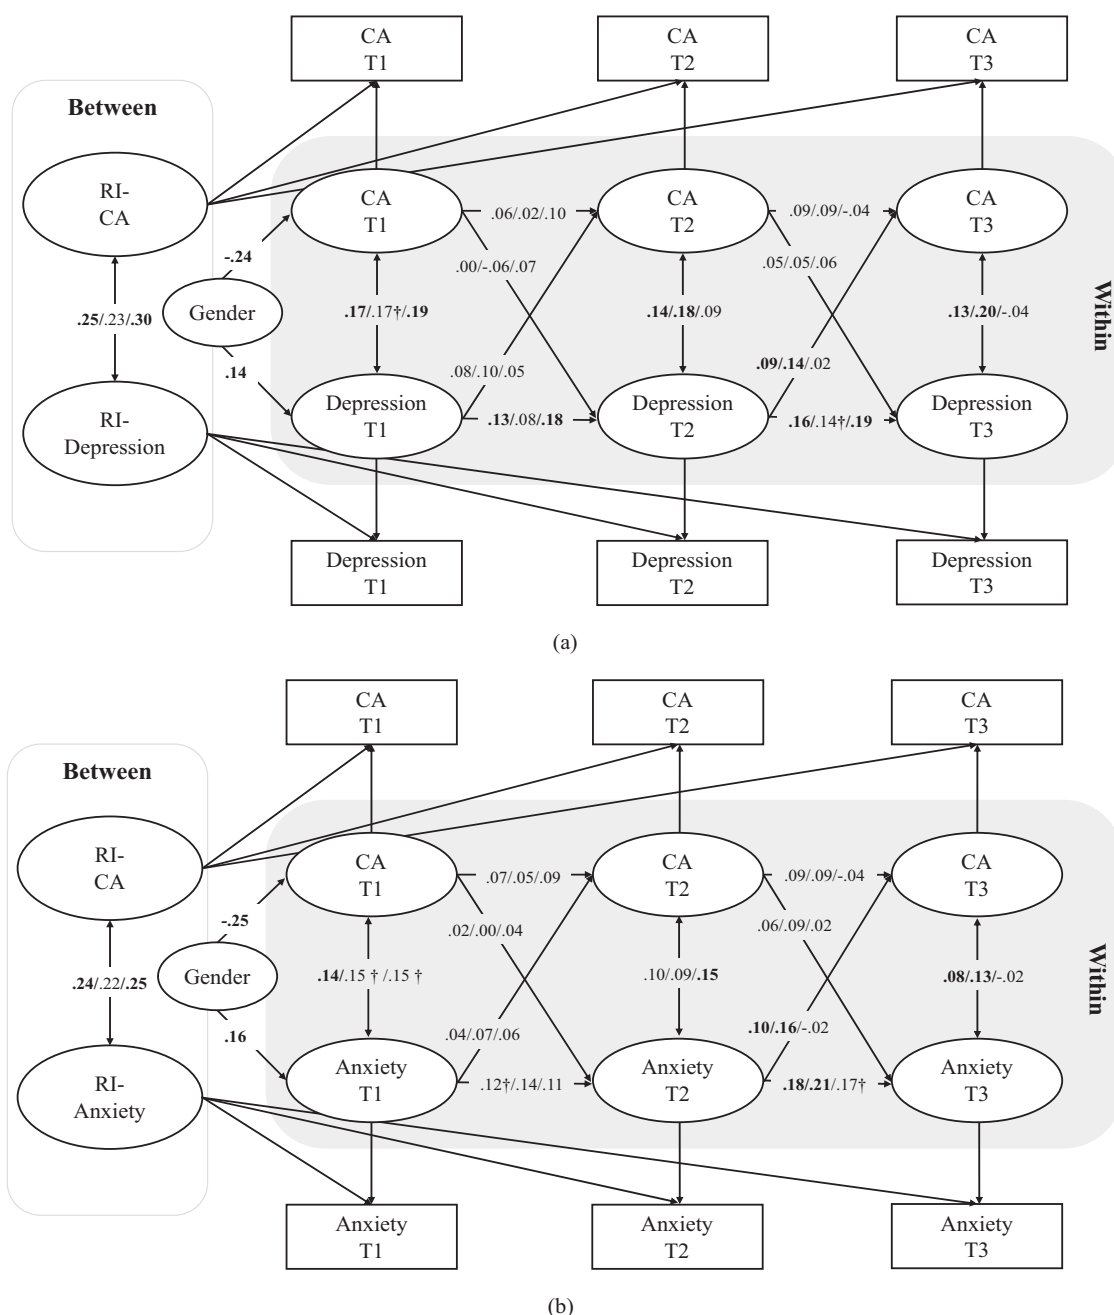 CA
T1
CA
T2
CA
T3
Between
RI-
CA
CA
T1
.06/.02/.10
CA
T2
.09/.09/-.04
CA
T3
-.24
.00/-.06/.07
.05/.05/.06
Within
.25/.23/.30
Gender
.17/.17†/.19
.14/.18/.09
.13/.20/-.04
.14
.08/.10/.05
.09/.14/.02
RI-
Depression
Depression
T1
.13/.08/.18
Depression
T2
.16/.14†/.19
Depression
T3
Depression
T1
Depression
T2
Depression
T3
(a)
CA
T1
CA
T2
CA
T3
Between
RI-
CA
CA
T1
.07/.05/.09
CA
T2
.09/.09/-.04
CA
T3
-.25
.02/.00/.04
.06/.09/.02
Within
.24/.22/.25
Gender
.14/.15 † /.15 †
.10/.09/.15
.08/.13/-.02
.16
.04/.07/.06
.10/.16/-.02
RI-
Anxiety
Anxiety
T1
.12†/.14/.11
Anxiety
T2
.18/.21/.17†
Anxiety
T3
Anxiety
T1
Anxiety
T2
Anxiety
T3
(b)